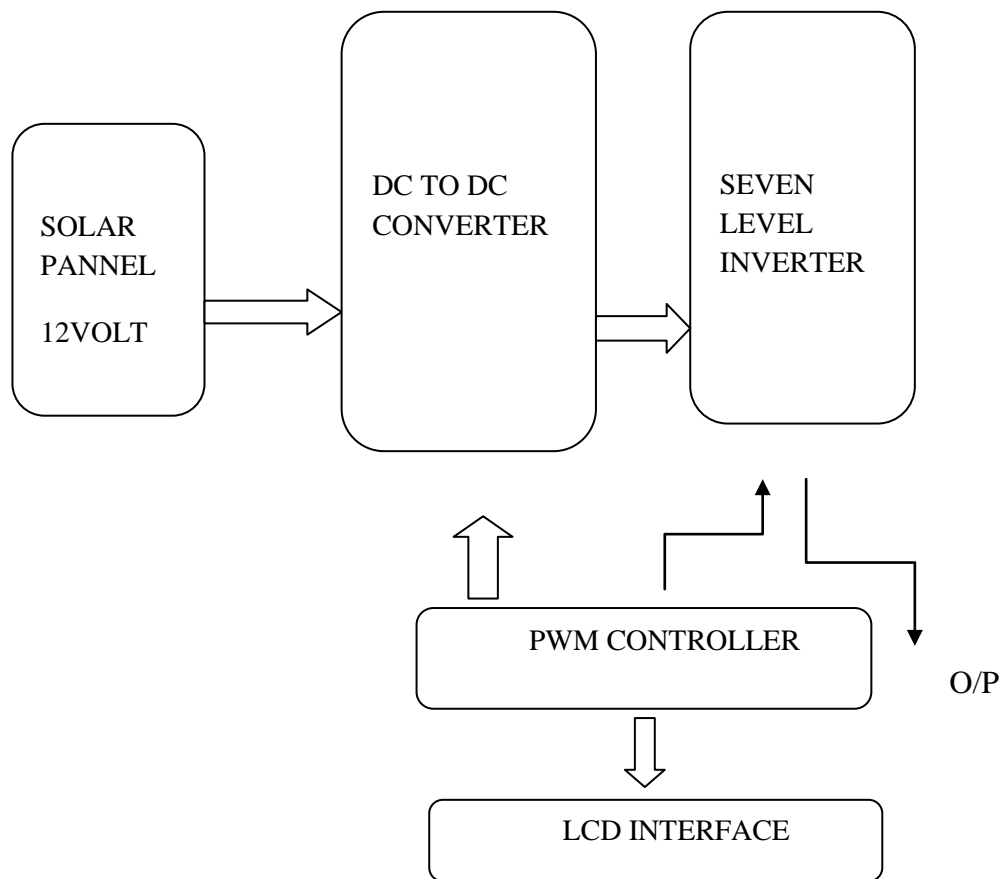 SOLAR
PANNEL
12VOLT
DC TO DC
CONVERTER
SEVEN
LEVEL
INVERTER
PWM CONTROLLER
O/P
LCD INTERFACE